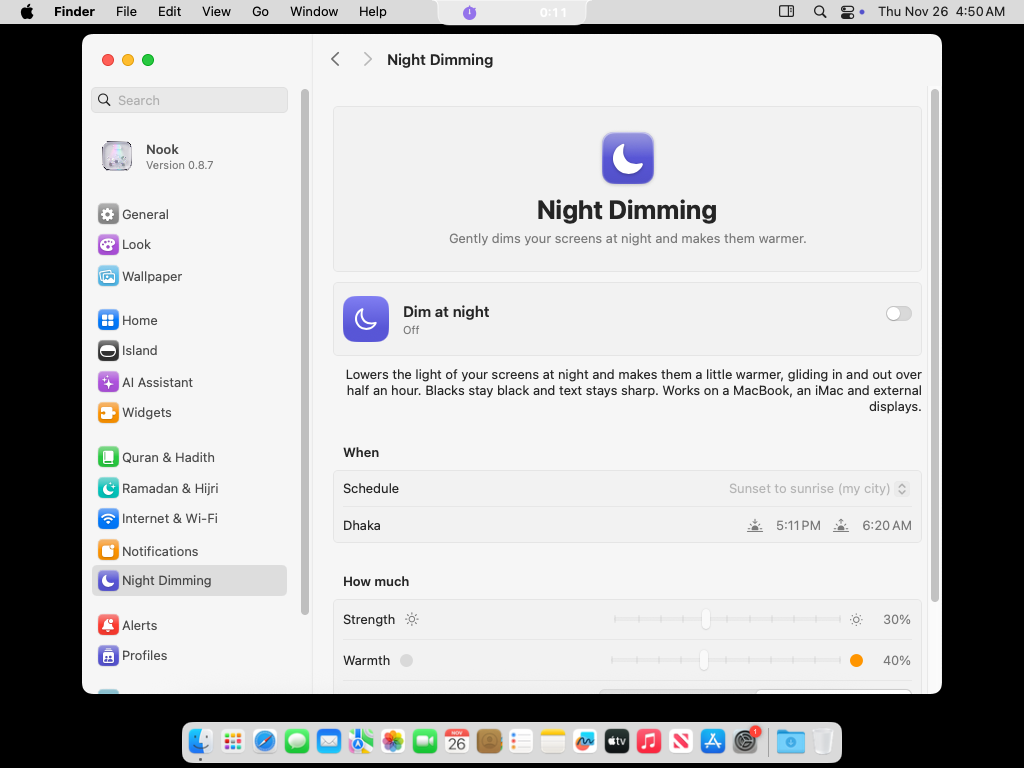 Finder File Edit View Go Window Help 0:11 Thu Nov 26 4:50 AM
Night Dimming
Search
Nook
Version 0.8.7
General
Look
Wallpaper
Home
Island
AI Assistant
Widgets
Quran & Hadith
Ramadan & Hijri
Internet & Wi-Fi
Notifications
Night Dimming
Alerts
Profiles
Night Dimming
Gently dims your screens at night and makes them warmer.
Dim at night
Off
Lowers the light of your screens at night and makes them a little warmer, gliding in and out over
half an hour. Blacks stay black and text stays sharp. Works on a MacBook, an iMac and external
displays.
When
Schedule Sunset to sunrise (my city)
Dhaka 5:11 PM 6:20 AM
How much
Strength 30%
Warmth 40%
NOV
26
tv
1